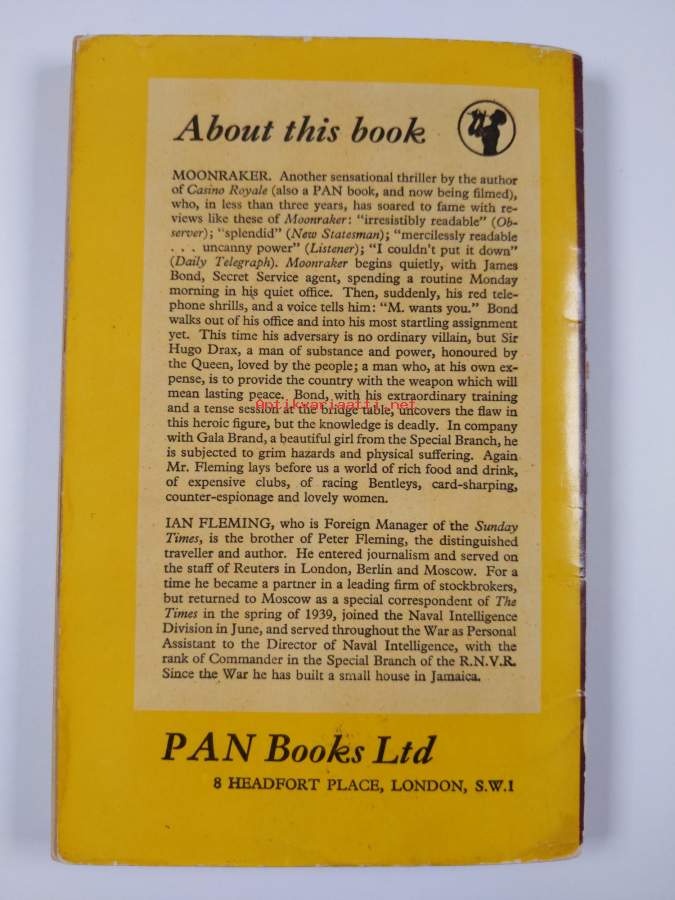 About this book
MOONRAKER. Another sensational thriller by the author
of Casino Royale (also a PAN book, and now being filmed),
who, in less than three years, has soared to fame with re-
views like these of Moonraker: "irresistibly readable" (Ob-
server); "splendid" (New Statesman); "mercilessly readable
. . . uncanny power" (Listener); "I couldn't put it down"
(Daily Telegraph). Moonraker begins quietly, with James
Bond, Secret Service agent, spending a routine Monday
morning in his quiet office. Then, suddenly, his red tele-
phone shrills, and a voice tells him: "M. wants you." Bond
walks out of his office and into his most startling assignment
yet. This time his adversary is no ordinary villain, but Sir
Hugo Drax, a man of substance and power, honoured by
the Queen, loved by the people; a man who, at his own ex-
pense, is to provide the country with the weapon which will
mean lasting peace. Bond, with his extraordinary training
Antikvariaatti.net
and a tense session at the bridge table, uncovers the flaw in
this heroic figure, but the knowledge is deadly. In company
with Gala Brand, a beautiful girl from the Special Branch, he
is subjected to grim hazards and physical suffering. Again
Mr. Fleming lays before us a world of rich food and drink,
of expensive clubs, of racing Bentleys, card-sharping,
counter-espionage and lovely women.
IAN FLEMING, who is Foreign Manager of the Sunday
Times, is the brother of Peter Fleming, the distinguished
traveller and author. He entered journalism and served on
the staff of Reuters in London, Berlin and Moscow. For a
time he became a partner in a leading firm of stockbrokers,
but returned to Moscow as a special correspondent of The
Times in the spring of 1939, joined the Naval Intelligence
Division in June, and served throughout the War as Personal
Assistant to the Director of Naval Intelligence, with the
rank of Commander in the Special Branch of the R.N.V.R.
Since the War he has built a small house in Jamaica.
PAN Books Ltd
8 HEADFORT PLACE, LONDON, S.W.1